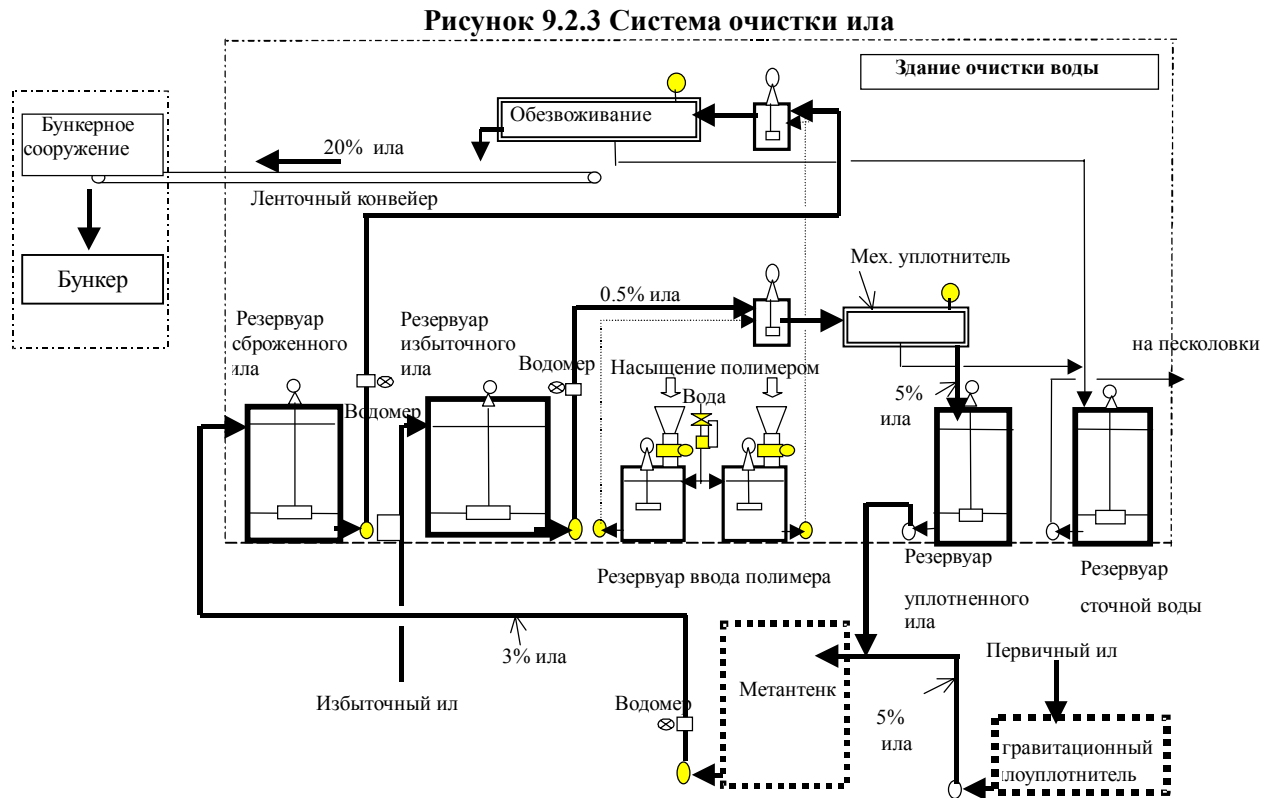 Рисунок 9.2.3 Система очистки ила
Здание очистки воды
Обезвоживание
Бункерное
сооружение
20% ила
Ленточный конвейер
Бункер
Мех. уплотнитель
0.5% ила
Резервуар
сброженного
ила
Резервуар
избыточного
ила
Водомер
Водомер
Насыщение полимером
Вода
на песколовки
5%
ила
Резервуар ввода полимера
Резервуар
уплотненного
ила
Резервуар
сточной воды
3% ила
Избыточный ил
Водомер
Метантенк
5%
ила
Первичный ил
гравитационный
лоуплотнитель